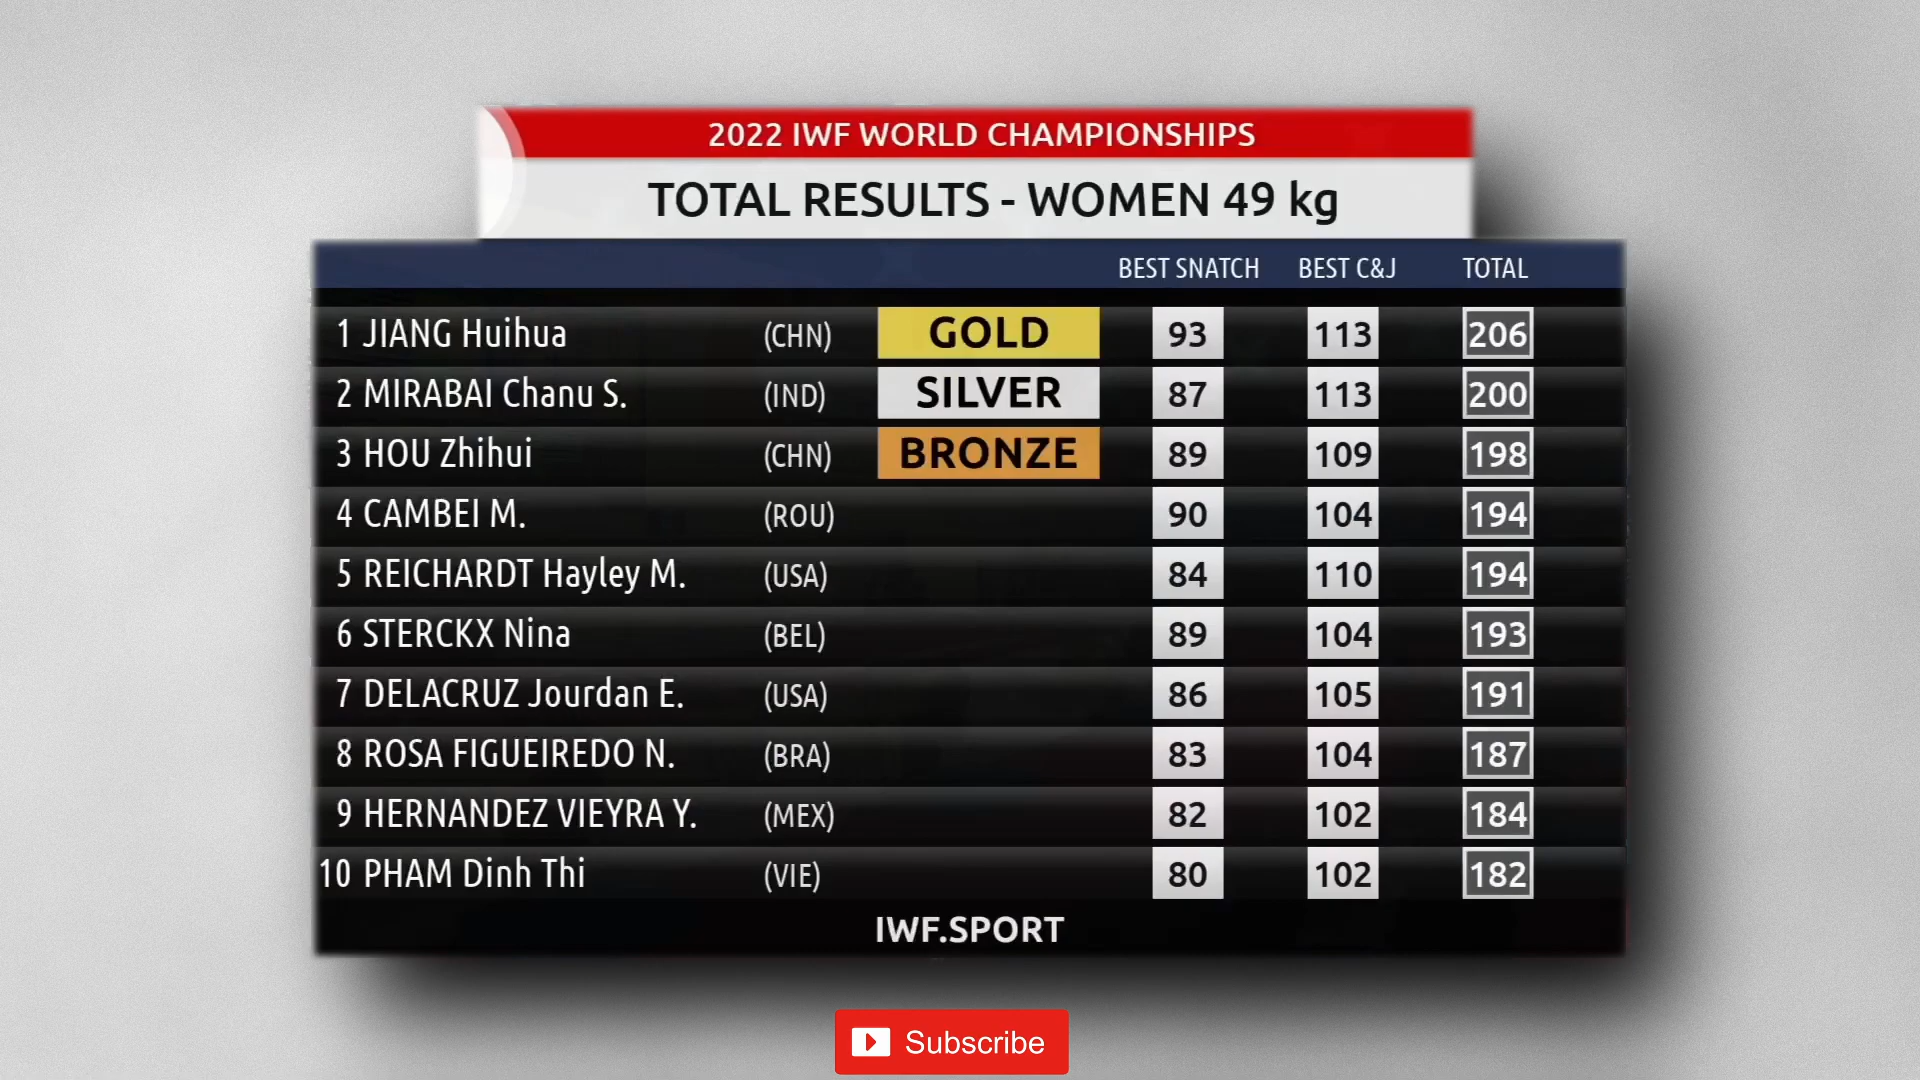 2022 IWF WORLD CHAMPIONSHIPS
TOTAL RESULTS - WOMEN 49 kg
BEST SNATCH BEST C&J TOTAL
1 JIANG Huihua (CHN) GOLD 93 113 206
2 MIRABAI Chanu S. (IND) SILVER 87 113 200
3 HOU Zhihui (CHN) BRONZE 89 109 198
4 CAMBEI M. (ROU) 90 104 194
5 REICHARDT Hayley M. (USA) 84 110 194
6 STERCKX Nina (BEL) 89 104 193
7 DELACRUZ Jourdan E. (USA) 86 105 191
8 ROSA FIGUEIREDO N. (BRA) 83 104 187
9 HERNANDEZ VIEYRA Y. (MEX) 82 102 184
10 PHAM Dinh Thi (VIE) 80 102 182
IWF.SPORT
Subscribe